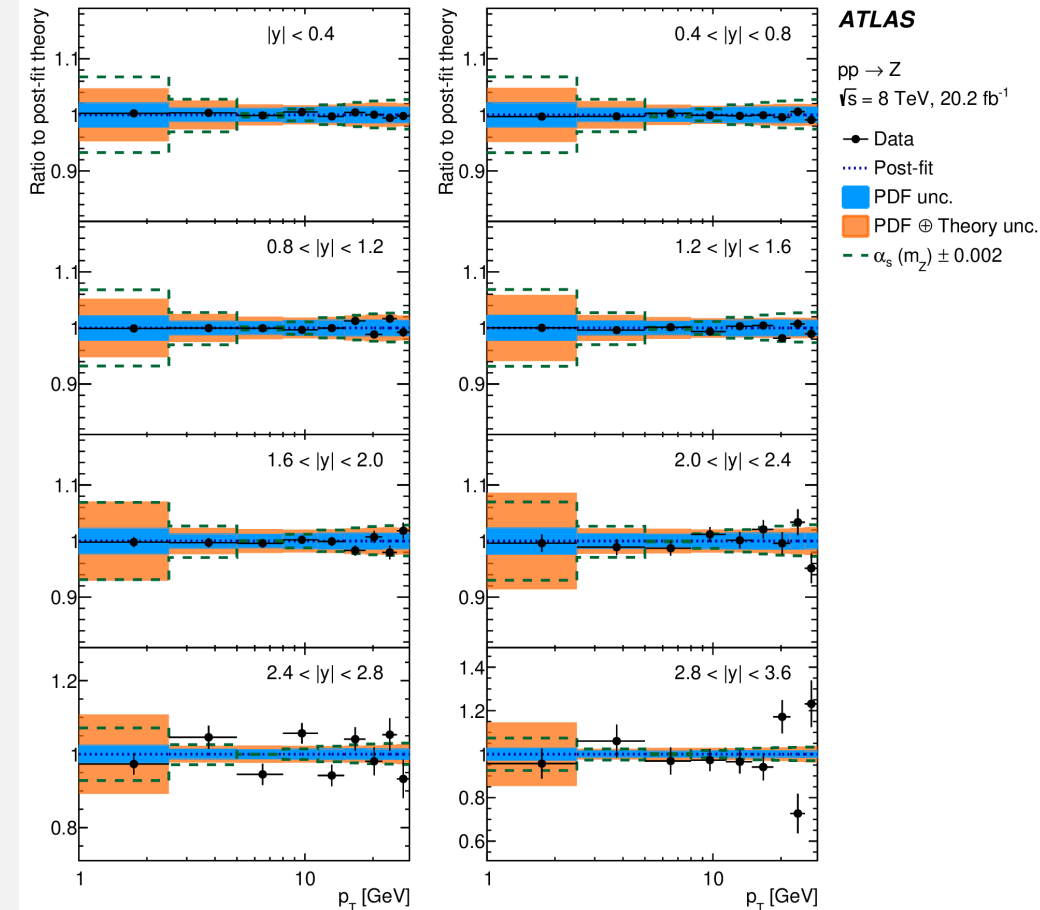 Ratio to post-fit theory
|y| < 0.4
1.1
1
0.9
Ratio to post-fit theory
0.4 < |y| < 0.8
1.1
1
0.9
ATLAS
pp → Z
√s = 8 TeV, 20.2 fb⁻¹
Data
Post-fit
PDF unc.
PDF ⊕ Theory unc.
αₛ (m_Z) ± 0.002
0.8 < |y| < 1.2
1.1
1
0.9
1.2 < |y| < 1.6
1.1
1
0.9
1.6 < |y| < 2.0
1.1
1
0.9
2.0 < |y| < 2.4
1.1
1
0.9
2.4 < |y| < 2.8
1.2
1
0.8
1
10
p_T [GeV]
2.8 < |y| < 3.6
1.4
1.2
1
0.8
0.6
1
10
p_T [GeV]